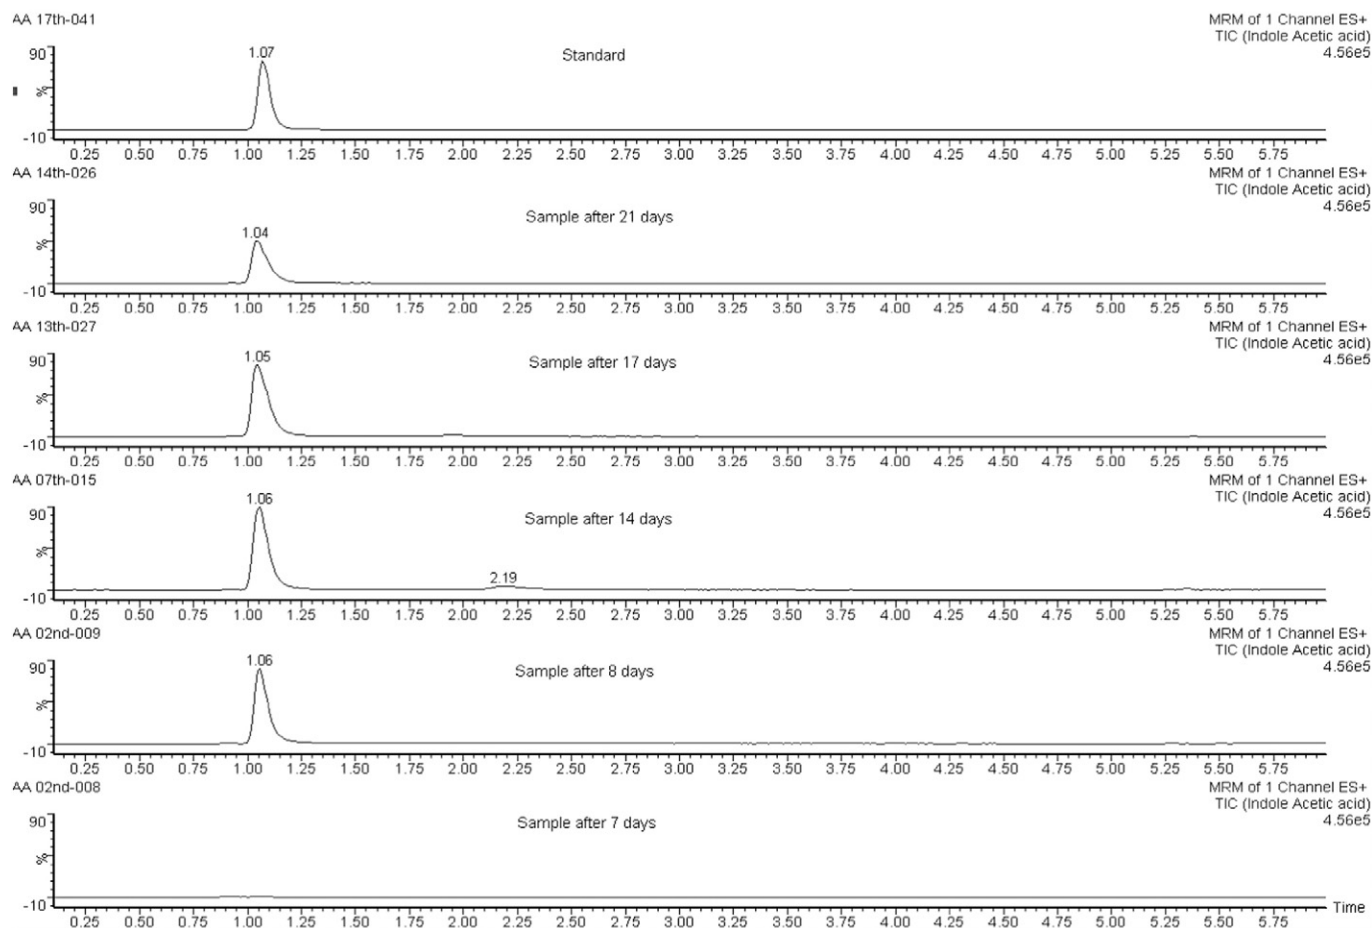 AA 17th-041
MRM of 1 Channel ES+
TIC (Indole Acetic acid)
4.56e5
90
1.07
Standard
%
-10
0.25 0.50 0.75 1.00 1.25 1.50 1.75 2.00 2.25 2.50 2.75 3.00 3.25 3.50 3.75 4.00 4.25 4.50 4.75 5.00 5.25 5.50 5.75
AA 14th-026
MRM of 1 Channel ES+
TIC (Indole Acetic acid)
4.56e5
90
1.04
Sample after 21 days
%
-10
0.25 0.50 0.75 1.00 1.25 1.50 1.75 2.00 2.25 2.50 2.75 3.00 3.25 3.50 3.75 4.00 4.25 4.50 4.75 5.00 5.25 5.50 5.75
AA 13th-027
MRM of 1 Channel ES+
TIC (Indole Acetic acid)
4.56e5
90
1.05
Sample after 17 days
%
-10
0.25 0.50 0.75 1.00 1.25 1.50 1.75 2.00 2.25 2.50 2.75 3.00 3.25 3.50 3.75 4.00 4.25 4.50 4.75 5.00 5.25 5.50 5.75
AA 07th-015
MRM of 1 Channel ES+
TIC (Indole Acetic acid)
4.56e5
90
1.06
Sample after 14 days
%
2.19
-10
0.25 0.50 0.75 1.00 1.25 1.50 1.75 2.00 2.25 2.50 2.75 3.00 3.25 3.50 3.75 4.00 4.25 4.50 4.75 5.00 5.25 5.50 5.75
AA 02nd-009
MRM of 1 Channel ES+
TIC (Indole Acetic acid)
4.56e5
90
1.06
Sample after 8 days
%
-10
0.25 0.50 0.75 1.00 1.25 1.50 1.75 2.00 2.25 2.50 2.75 3.00 3.25 3.50 3.75 4.00 4.25 4.50 4.75 5.00 5.25 5.50 5.75
AA 02nd-008
MRM of 1 Channel ES+
TIC (Indole Acetic acid)
4.56e5
90
Sample after 7 days
%
-10
0.25 0.50 0.75 1.00 1.25 1.50 1.75 2.00 2.25 2.50 2.75 3.00 3.25 3.50 3.75 4.00 4.25 4.50 4.75 5.00 5.25 5.50 5.75
Time